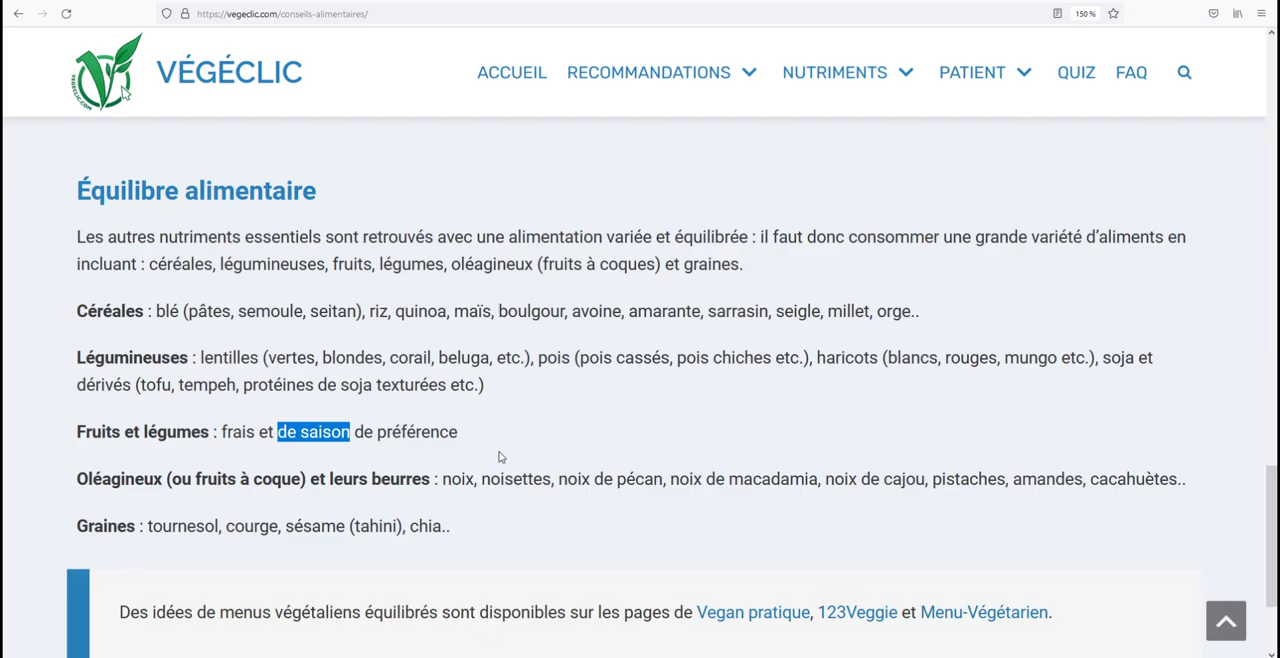 https://vegeclic.com/conseils-alimentaires/
150 %
VEGECLIC.COM
VÉGÉCLIC
ACCUEIL RECOMMANDATIONS NUTRIMENTS PATIENT QUIZ FAQ
Équilibre alimentaire
Les autres nutriments essentiels sont retrouvés avec une alimentation variée et équilibrée : il faut donc consommer une grande variété d’aliments en
incluant : céréales, légumineuses, fruits, légumes, oléagineux (fruits à coques) et graines.
Céréales : blé (pâtes, semoule, seitan), riz, quinoa, maïs, boulgour, avoine, amarante, sarrasin, seigle, millet, orge..
Légumineuses : lentilles (vertes, blondes, corail, beluga, etc.), pois (pois cassés, pois chiches etc.), haricots (blancs, rouges, mungo etc.), soja et
dérivés (tofu, tempeh, protéines de soja texturées etc.)
Fruits et légumes : frais et de saison de préférence
Oléagineux (ou fruits à coque) et leurs beurres : noix, noisettes, noix de pécan, noix de macadamia, noix de cajou, pistaches, amandes, cacahuètes..
Graines : tournesol, courge, sésame (tahini), chia..
Des idées de menus végétaliens équilibrés sont disponibles sur les pages de Vegan pratique, 123Veggie et Menu-Végétarien.